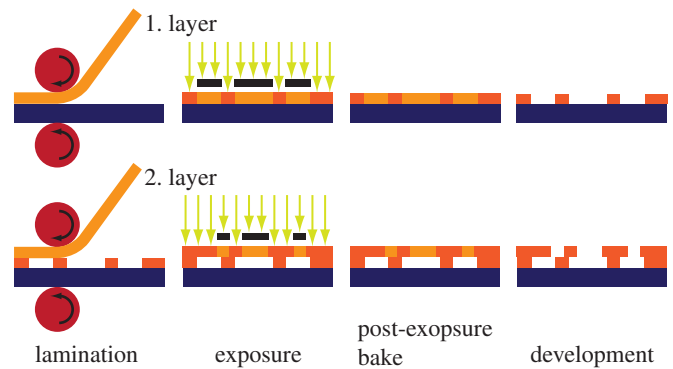 1. layer
2. layer
lamination
exposure
post-exopsure
bake
development